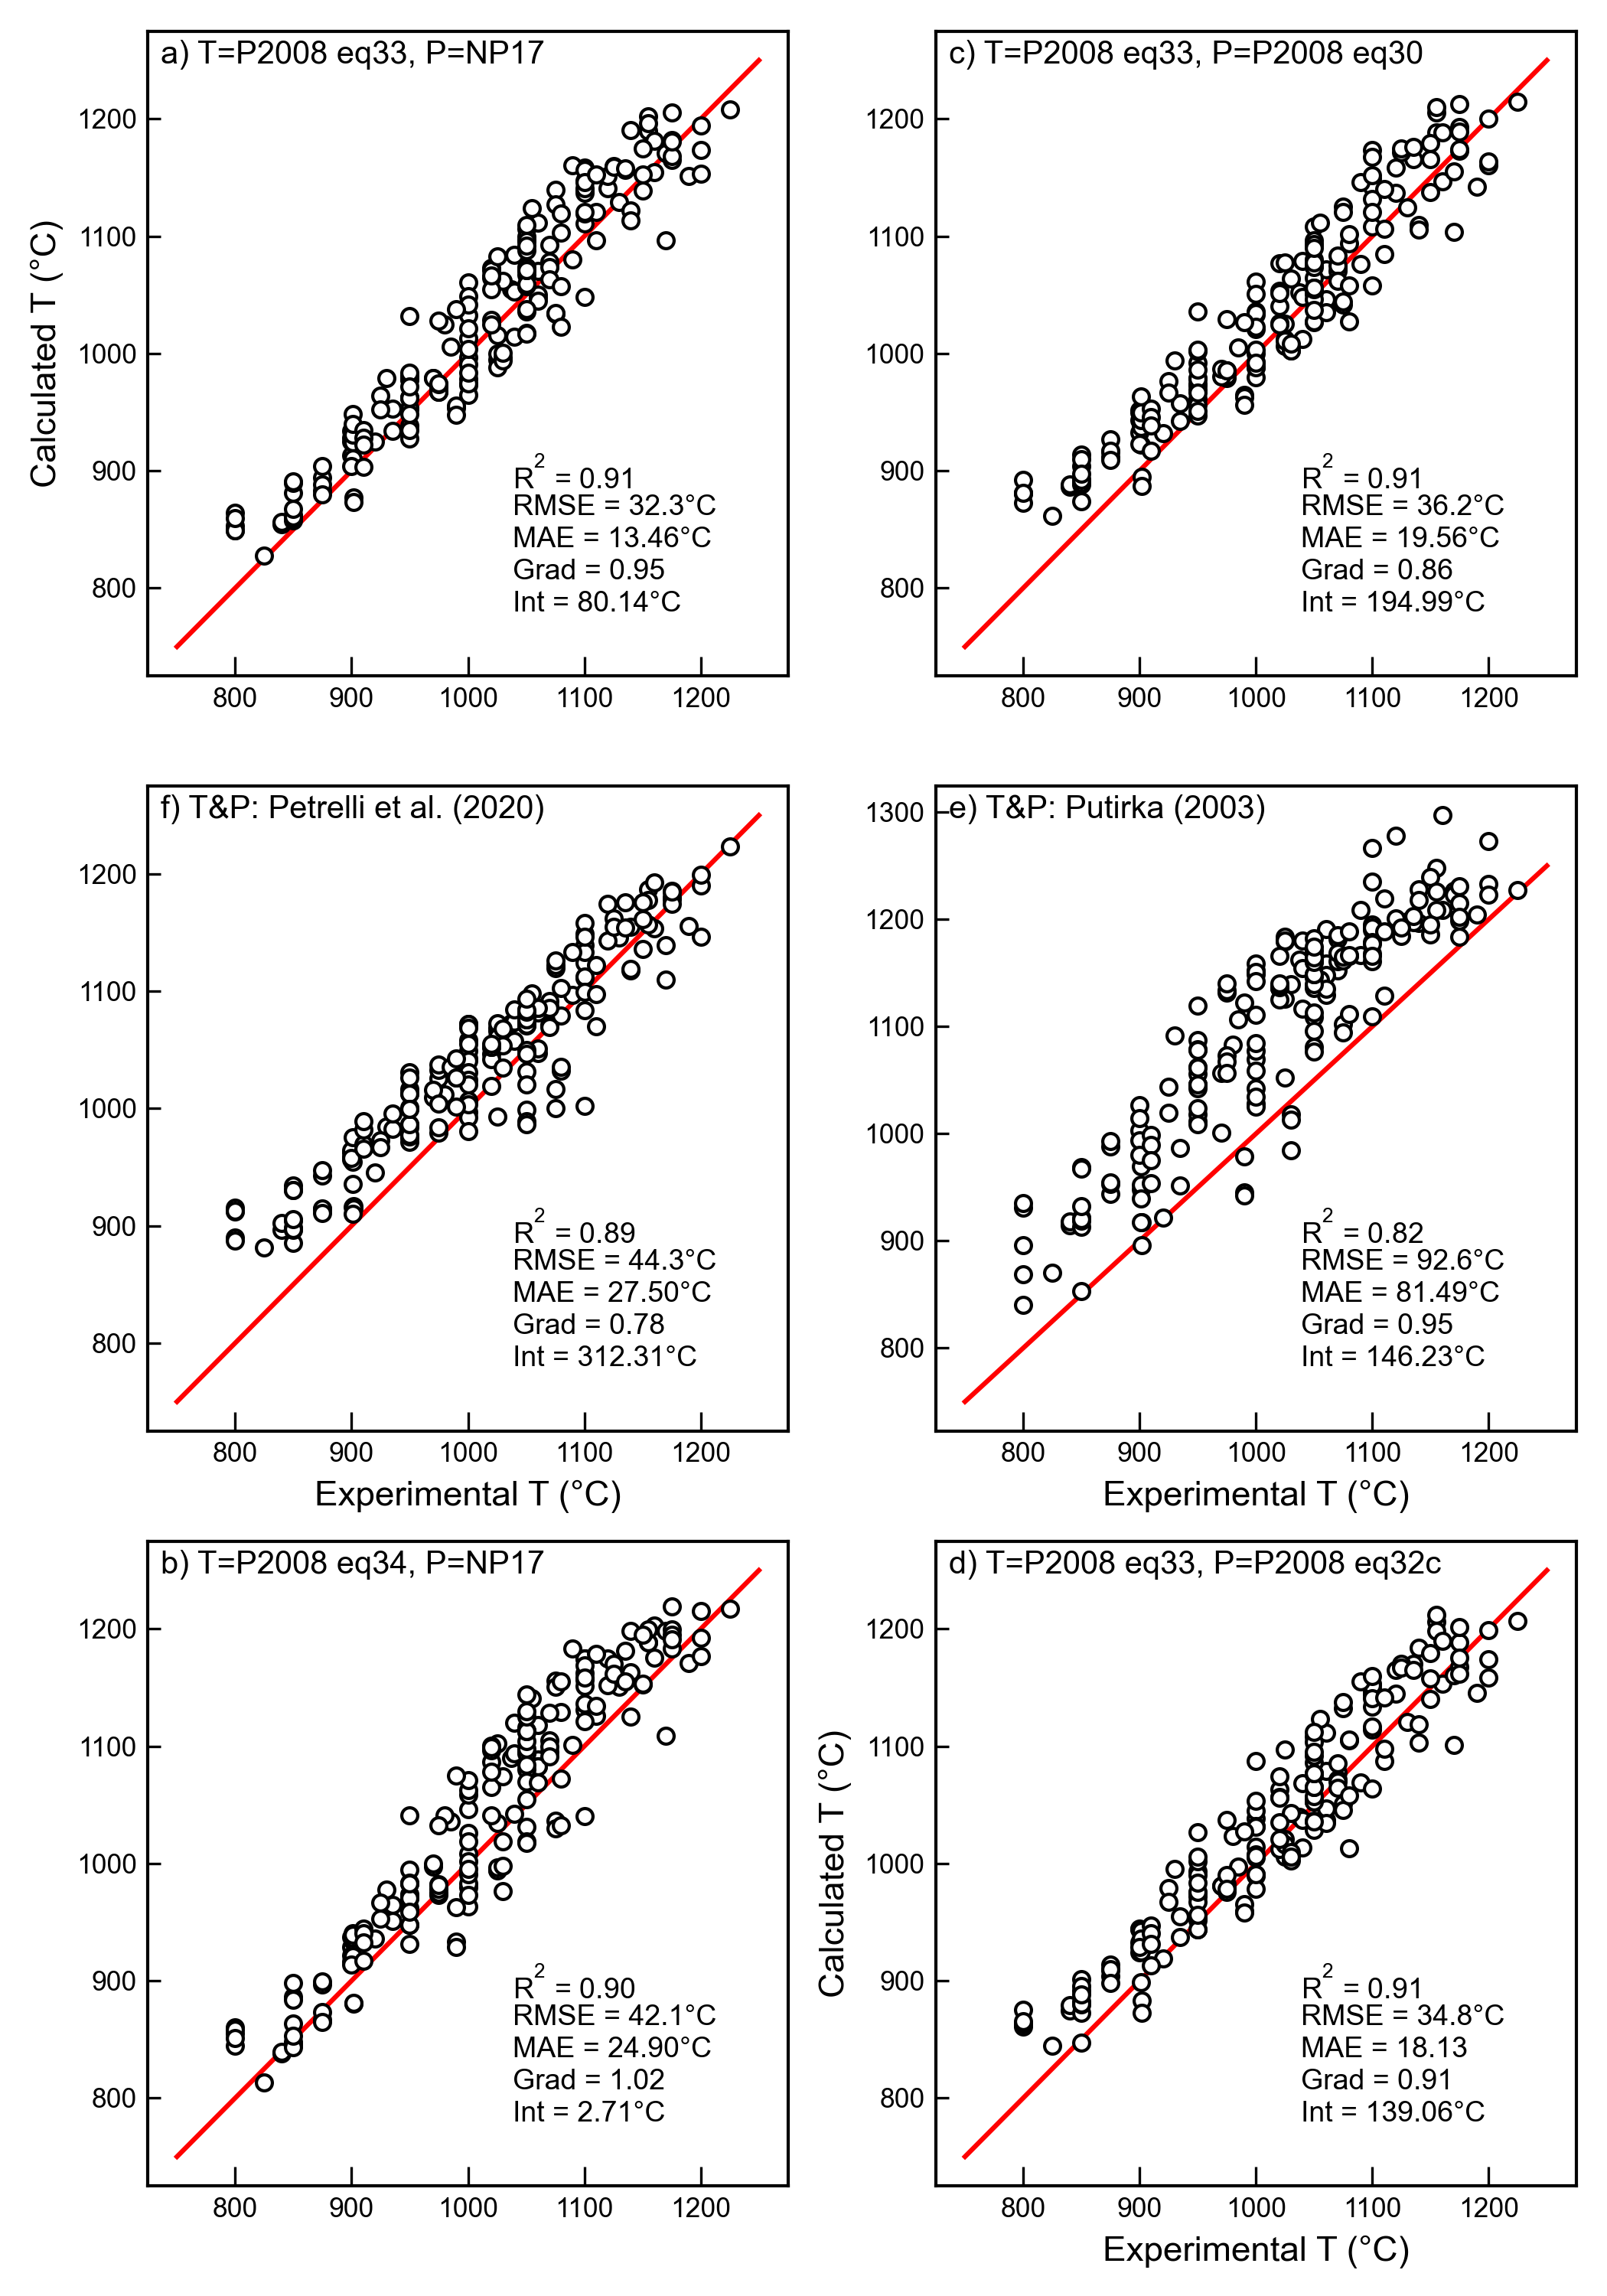 a) T=P2008 eq33, P=NP17
1200
1100
1000
900
800
Calculated T (°C)
R2 = 0.91
RMSE = 32.3°C
MAE = 13.46°C
Grad = 0.95
Int = 80.14°C
800 900 1000 1100 1200
c) T=P2008 eq33, P=P2008 eq30
1200
1100
1000
900
800
R2 = 0.91
RMSE = 36.2°C
MAE = 19.56°C
Grad = 0.86
Int = 194.99°C
800 900 1000 1100 1200
f) T&P: Petrelli et al. (2020)
1200
1100
1000
900
800
R2 = 0.89
RMSE = 44.3°C
MAE = 27.50°C
Grad = 0.78
Int = 312.31°C
800 900 1000 1100 1200
Experimental T (°C)
e) T&P: Putirka (2003)
1300
1200
1100
1000
900
800
R2 = 0.82
RMSE = 92.6°C
MAE = 81.49°C
Grad = 0.95
Int = 146.23°C
800 900 1000 1100 1200
Experimental T (°C)
b) T=P2008 eq34, P=NP17
1200
1100
1000
900
800
R2 = 0.90
RMSE = 42.1°C
MAE = 24.90°C
Grad = 1.02
Int = 2.71°C
800 900 1000 1100 1200
d) T=P2008 eq33, P=P2008 eq32c
1200
1100
1000
900
800
Calculated T (°C)
R2 = 0.91
RMSE = 34.8°C
MAE = 18.13
Grad = 0.91
Int = 139.06°C
800 900 1000 1100 1200
Experimental T (°C)